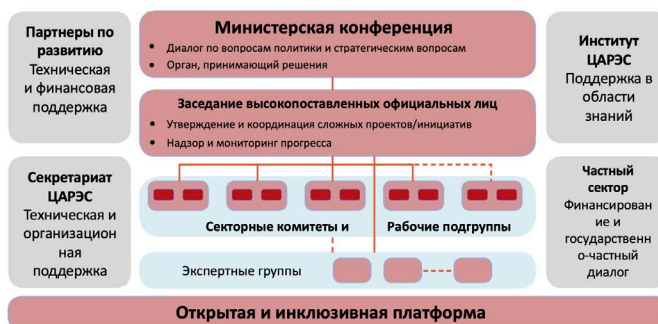 Партнеры по
развитию
Техническая
и финансовая
поддержка
Министерская конференция
• Диалог по вопросам политики и стратегическим вопросам
• Орган, принимающий решения
Институт
ЦАРЭС
Поддержка в
области
знаний
Заседание высокопоставленных официальных лиц
• Утверждение и координация сложных проектов/инициатив
• Надзор и мониторинг прогресса
Секретариат
ЦАРЭС
Техническая и
организацион
ная
поддержка
Секторные комитеты и Рабочие подгруппы
Экспертные группы
Частный
сектор
Финансирован
ие и
государственн
о-частный
диалог
Открытая и инклюзивная платформа